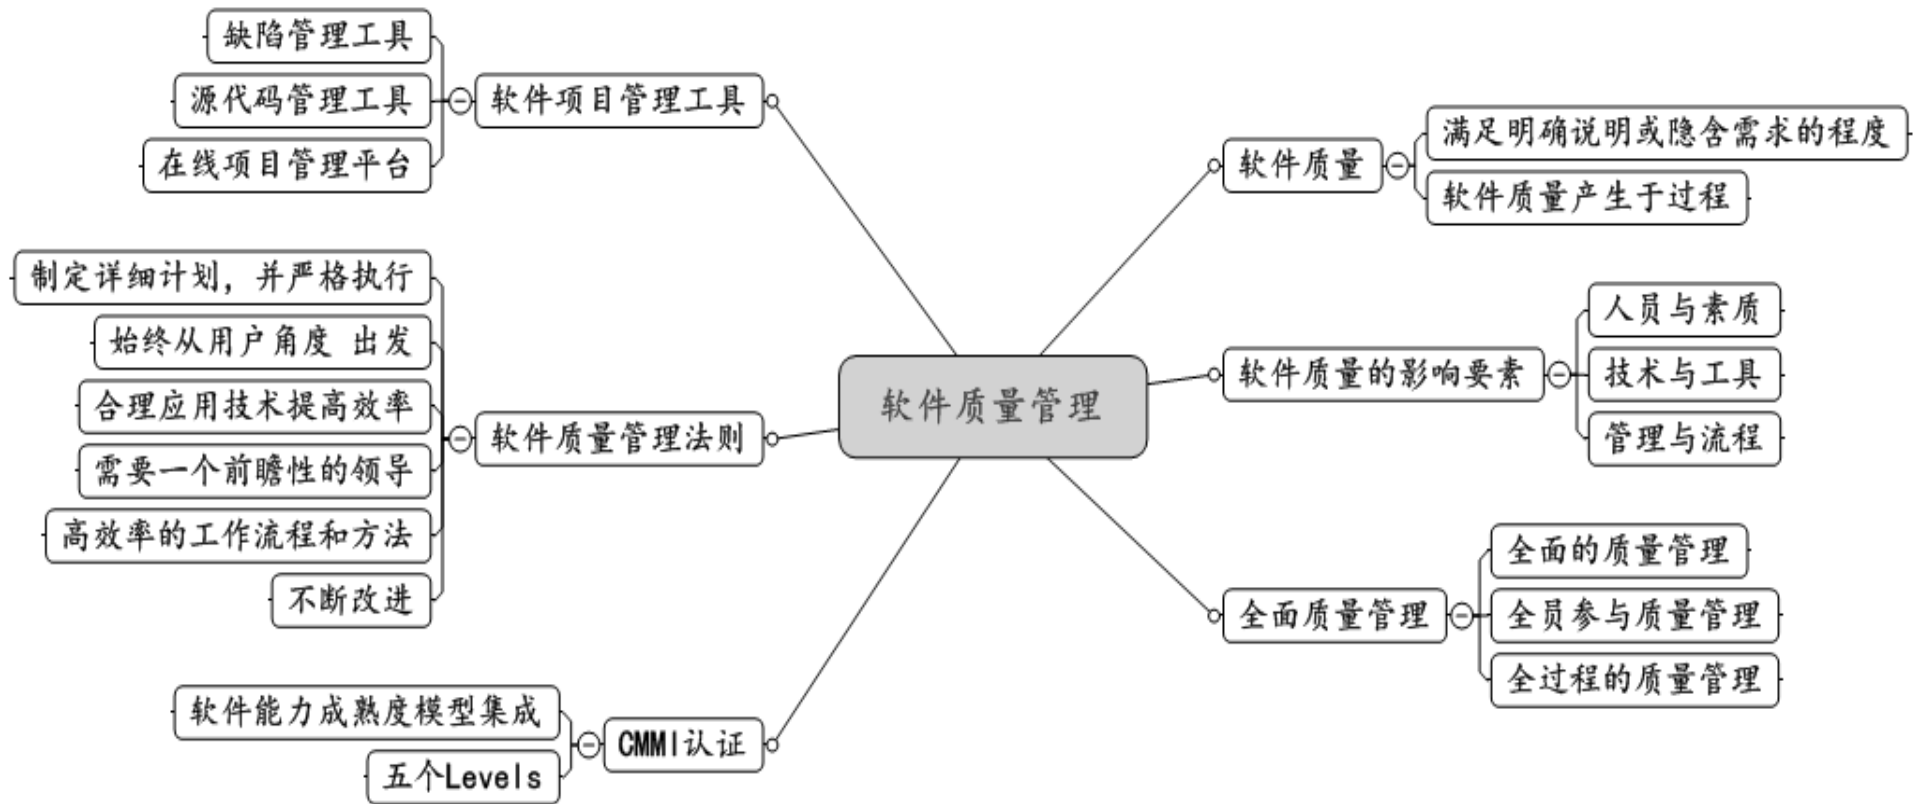 软件质量管理
软件质量
满足明确说明或隐含需求的程度
软件质量产生于过程
软件质量的影响要素
人员与素质
技术与工具
管理与流程
全面质量管理
全面的质量管理
全员参与质量管理
全过程的质量管理
软件项目管理工具
缺陷管理工具
源代码管理工具
在线项目管理平台
软件质量管理法则
制定详细计划，并严格执行
始终从用户角度 出发
合理应用技术提高效率
需要一个前瞻性的领导
高效率的工作流程和方法
不断改进
CMMI认证
软件能力成熟度模型集成
五个Levels